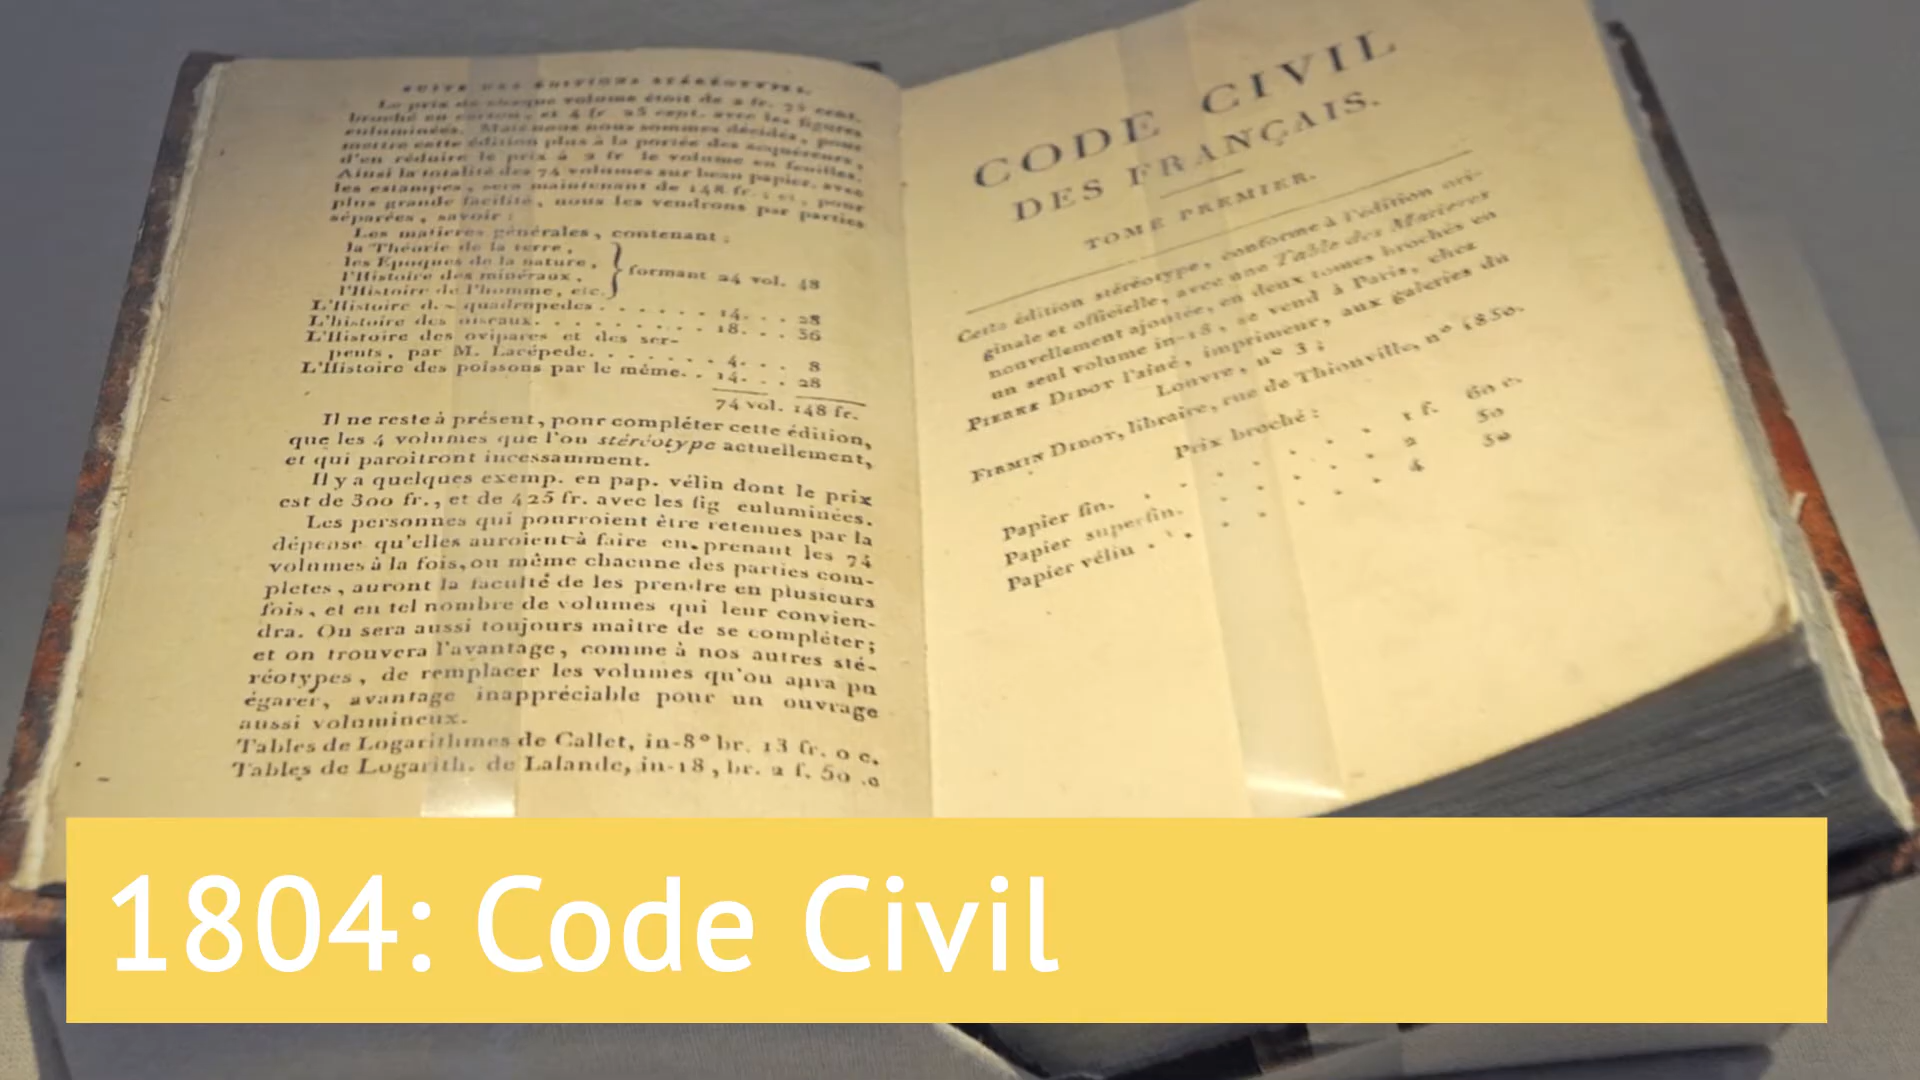 SUITE DES ÉDITIONS STÉRÉOTYPES.
Le prix de chaque volume étoit de 2 fr. 75 cent.
broché en carton, et 4 fr. 25 cent. avec les figures
enluminées. Mais nous nous sommes décidés, pour
mettre cette édition plus à la portée des acquéreurs,
d'en réduire le prix à 2 fr. le volume en feuilles.
Ainsi la totalité des 74 volumes sur beau papier, avec
les estampes, sera maintenant de 148 fr.; et, pour
plus grande facilité, nous les vendrons par parties
séparées, savoir :
Les matieres générales, contenant :
la Théorie de la terre,
les Époques de la nature,
l'Histoire des minéraux,
l'Histoire de l'homme, etc. } formant 24 vol. 48
L'Histoire des quadrupedes . . . . . . 14. . . 28
L'histoire des oiseaux. . . . . . . . . 18. . . 36
L'Histoire des ovipares et des ser-
pents, par M. Lacépede. . . . . . 4. . . 8
L'Histoire des poissons par le même. . 14. . . 28
74 vol. 148 fr.
Il ne reste à présent, pour compléter cette édition,
que les 4 volumes que l'on stéréotype actuellement,
et qui paroîtront incessamment.
Il y a quelques exemp. en pap. vélin dont le prix
est de 300 fr., et de 425 fr. avec les fig enluminées.
Les personnes qui pourroient être retenues par la
dépense qu'elles auroient à faire en prenant les 74
volumes à la fois, ou même chacune des parties com-
pletes, auront la faculté de les prendre en plusieurs
fois, et en tel nombre de volumes qui leur convien-
dra. On sera aussi toujours maitre de se compléter;
et on trouvera l'avantage, comme à nos autres sté-
réotypes, de remplacer les volumes qu'on aura pu
égarer, avantage inappréciable pour un ouvrage
aussi volumineux.
Tables de Logarithmes de Callet, in-8° br. 13 fr. 0 c.
Tables de Logarith. de Lalande, in-18, br. 2 f. 50 c
CODE CIVIL
DES FRANÇAIS.
TOME PREMIER.
Cette édition stéréotype, conforme à l'édition ori-
ginale et officielle, avec une Table des Matieres
nouvellement ajoutée, en deux tomes brochés en
un seul volume in-18, se vend à Paris, chez
PIERRE DIDOT l'aîné, imprimeur, aux galeries du
Louvre, n° 3 ;
FIRMIN DIDOT, libraire, rue de Thionville, n° 1850.
Prix broché :
Papier fin. . . . . . . 1 f. 60 c.
Papier superfin. . . . . . 2 50
Papier vélin . . . . . . 4 50
1804: Code Civil